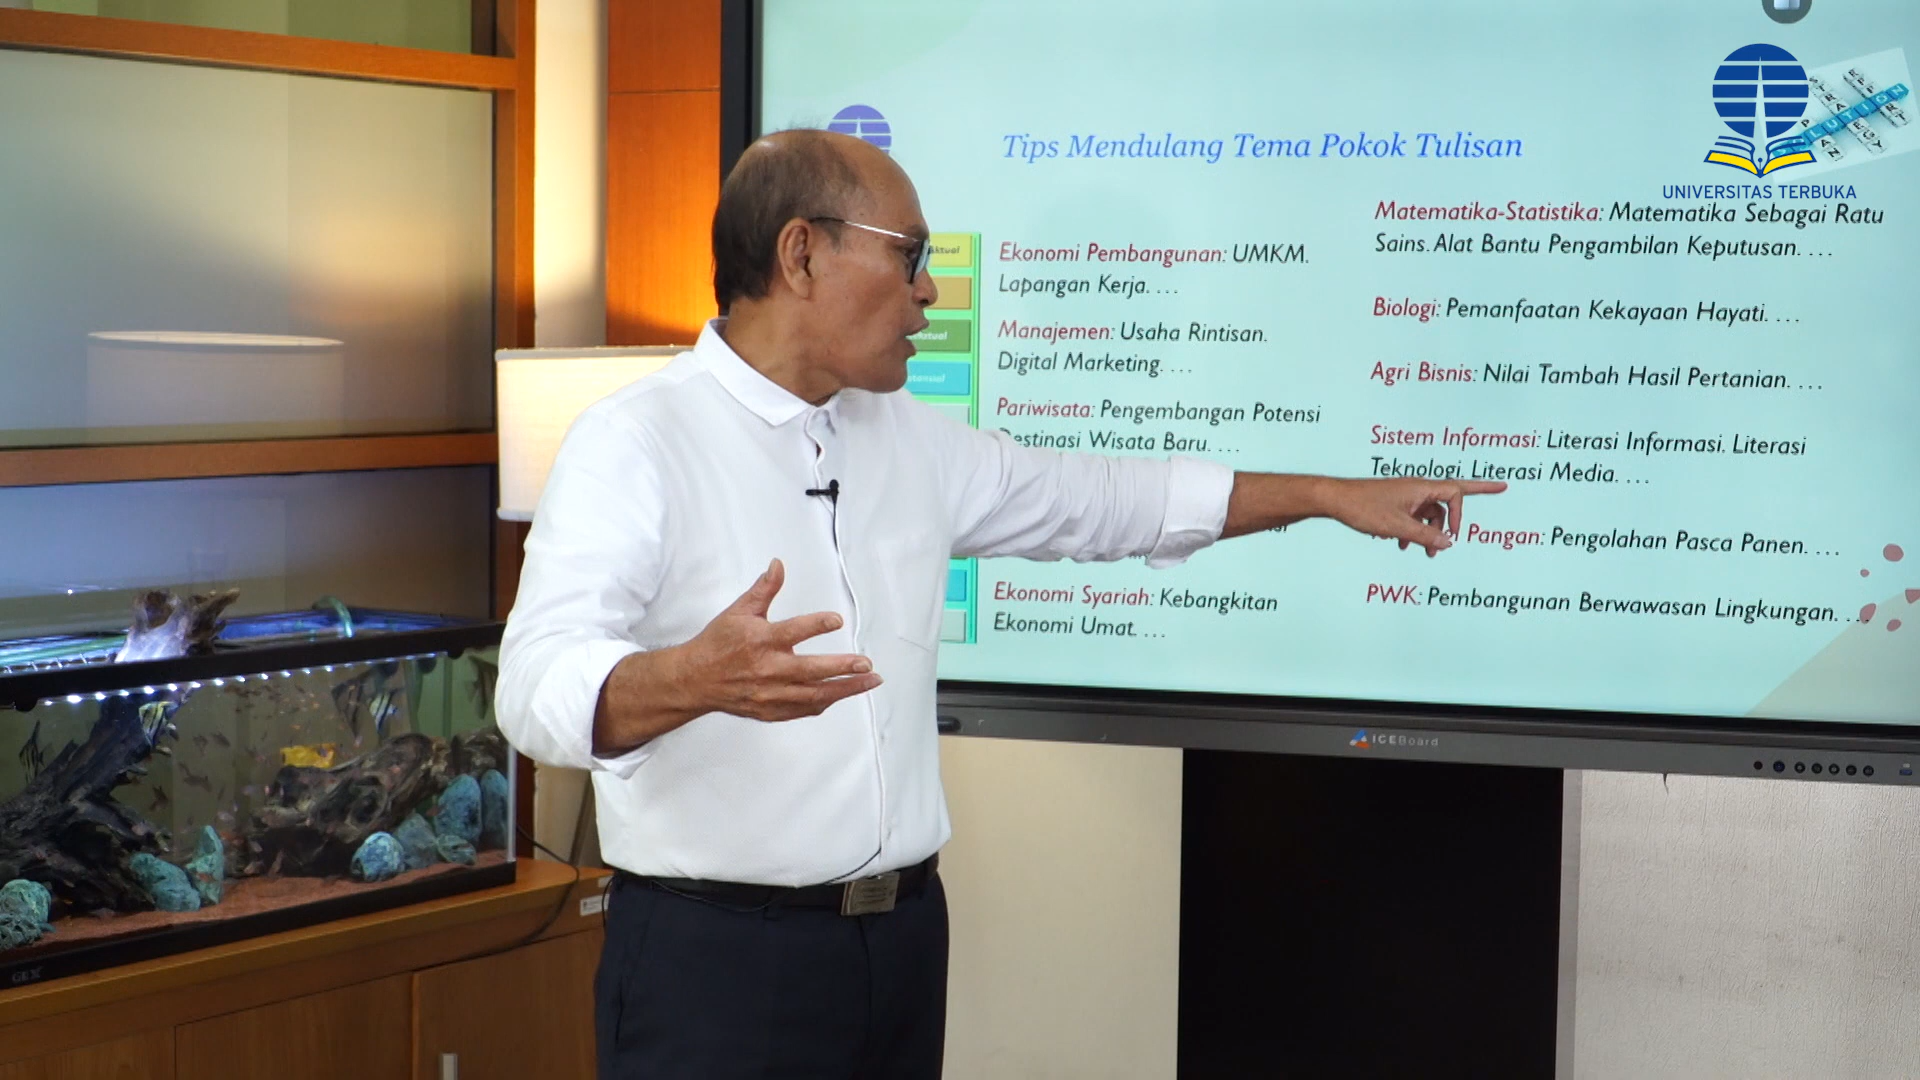 Tips Mendulang Tema Pokok Tulisan
UNIVERSITAS TERBUKA
Aktual
Ekonomi Pembangunan: UMKM.
Lapangan Kerja. ...
Manajemen: Usaha Rintisan.
Digital Marketing. ...
Pariwisata: Pengembangan Potensi
Destinasi Wisata Baru. ...
Ekonomi Syariah: Kebangkitan
Ekonomi Umat. ...
Matematika-Statistika: Matematika Sebagai Ratu
Sains. Alat Bantu Pengambilan Keputusan. ...
Biologi: Pemanfaatan Kekayaan Hayati. ...
Agri Bisnis: Nilai Tambah Hasil Pertanian. ...
Sistem Informasi: Literasi Informasi. Literasi
Teknologi. Literasi Media. ...
Pangan: Pengolahan Pasca Panen. ...
PWK: Pembangunan Berwawasan Lingkungan. ...
ICEBoard
GEX